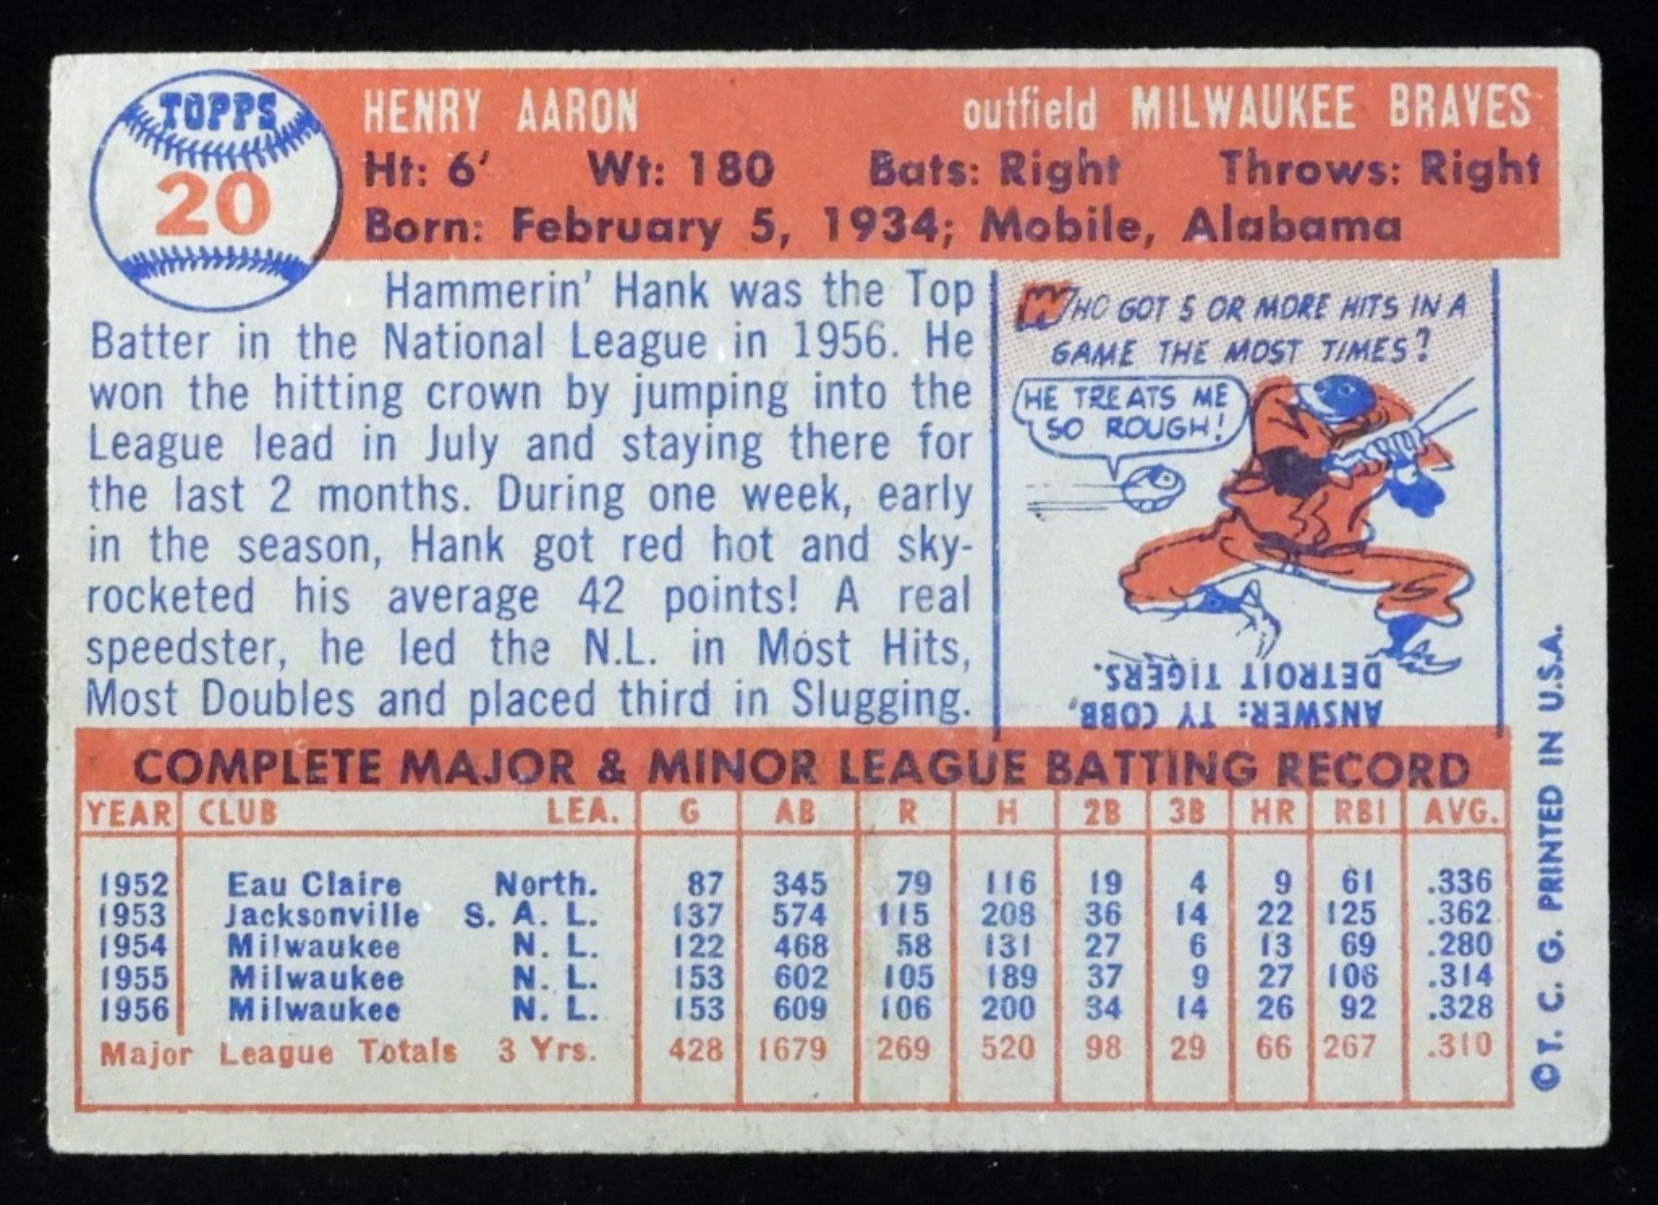 TOPPS
20
HENRY AARON outfield MILWAUKEE BRAVES
Ht: 6' Wt: 180 Bats: Right Throws: Right
Born: February 5, 1934; Mobile, Alabama
Hammerin' Hank was the Top
Batter in the National League in 1956. He
won the hitting crown by jumping into the
League lead in July and staying there for
the last 2 months. During one week, early
in the season, Hank got red hot and sky-
rocketed his average 42 points! A real
speedster, he led the N.L. in Most Hits,
Most Doubles and placed third in Slugging.
WHO GOT 5 OR MORE HITS IN A
GAME THE MOST TIMES?
HE TREATS ME
SO ROUGH!
ANSWER: TY COBB,
DETROIT TIGERS.
COMPLETE MAJOR & MINOR LEAGUE BATTING RECORD
YEAR CLUB LEA. G AB R H 2B 3B HR RBI AVG.
1952 Eau Claire North. 87 345 79 116 19 4 9 61 .336
1953 Jacksonville S. A. L. 137 574 115 208 36 14 22 125 .362
1954 Milwaukee N. L. 122 468 58 131 27 6 13 69 .280
1955 Milwaukee N. L. 153 602 105 189 37 9 27 106 .314
1956 Milwaukee N. L. 153 609 106 200 34 14 26 92 .328
Major League Totals 3 Yrs. 428 1679 269 520 98 29 66 267 .310
© T. C. G. PRINTED IN U.S.A.